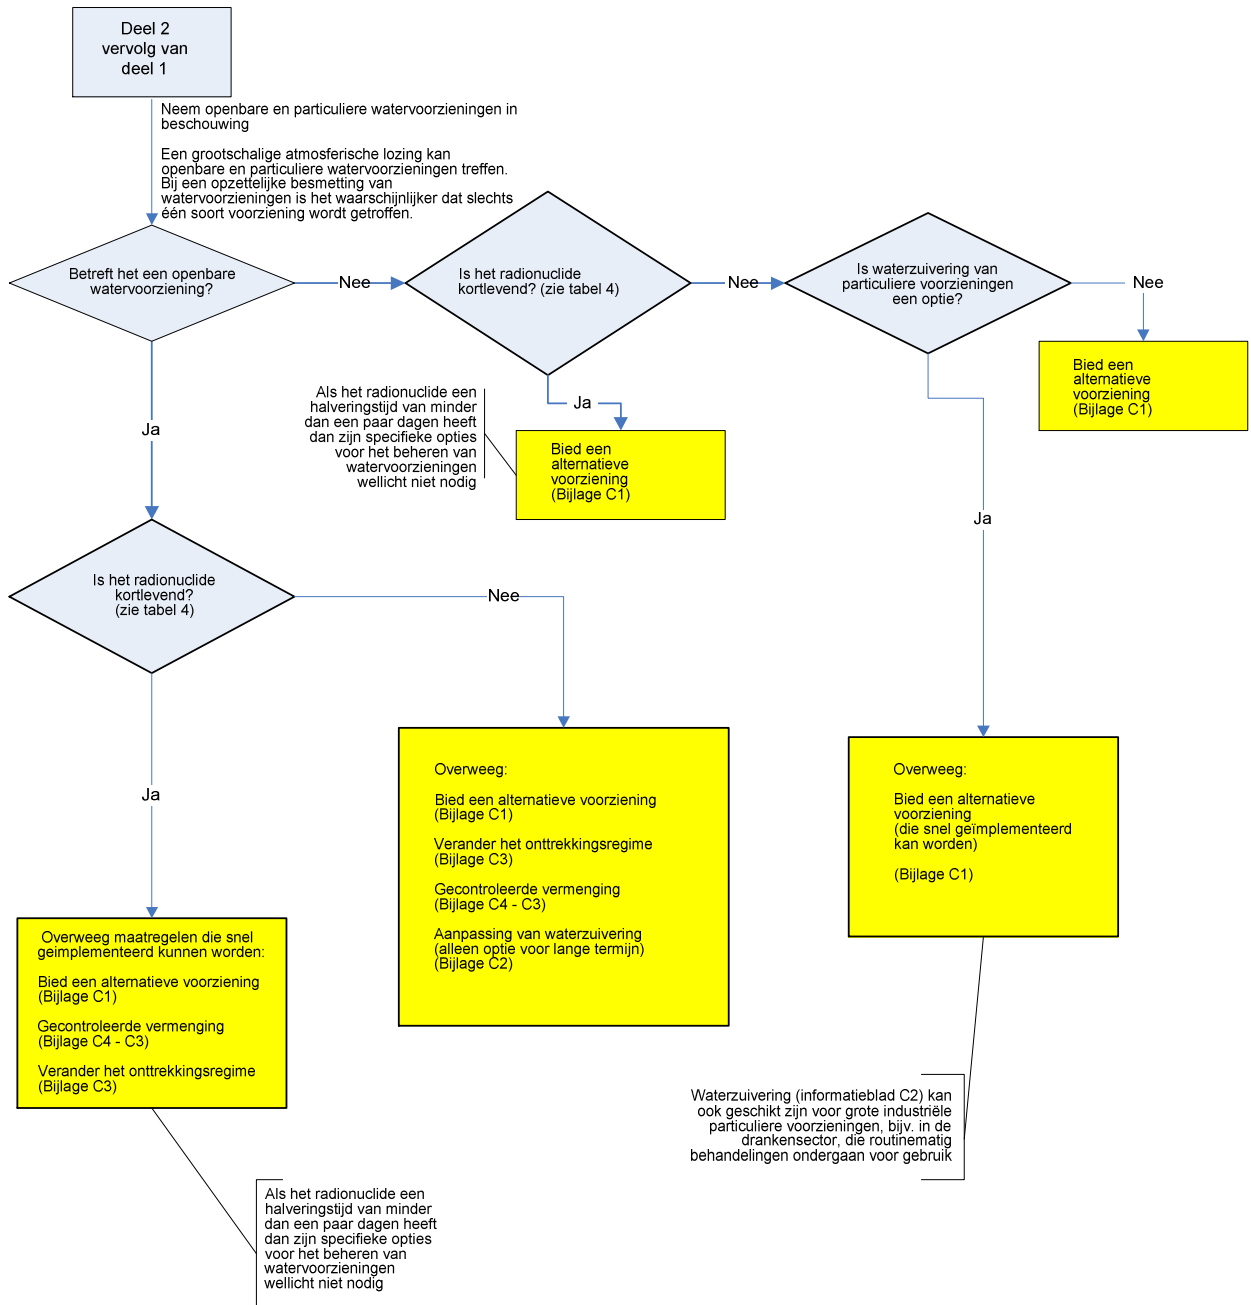 Deel 2
vervolg van
deel 1
Neem openbare en particuliere watervoorzieningen in
beschouwing
Een grootschalige atmosferische lozing kan
openbare en particuliere watervoorzieningen treffen.
Bij een opzettelijke besmetting van
watervoorzieningen is het waarschijnlijker dat slechts
één soort voorziening wordt getroffen.
Betreft het een openbare
watervoorziening?
Nee
Is het radionuclide
kortlevend? (zie tabel 4)
Nee
Is waterzuivering van
particuliere voorzieningen
een optie?
Nee
Bied een
alternatieve
voorziening
(Bijlage C1)
Als het radionuclide een
halveringstijd van minder
dan een paar dagen heeft
dan zijn specifieke opties
voor het beheren van
watervoorzieningen
wellicht niet nodig
Ja
Bied een
alternatieve
voorziening
(Bijlage C1)
Ja
Ja
Is het radionuclide
kortlevend?
(zie tabel 4)
Nee
Ja
Overweeg:
Bied een alternatieve voorziening
(Bijlage C1)
Verander het onttrekkingsregime
(Bijlage C3)
Gecontroleerde vermenging
(Bijlage C4 - C3)
Aanpassing van waterzuivering
(alleen optie voor lange termijn)
(Bijlage C2)
Overweeg:
Bied een alternatieve
voorziening
(die snel geïmplementeerd
kan worden)
(Bijlage C1)
Overweeg maatregelen die snel
geimplementeerd kunnen worden:
Bied een alternatieve voorziening
(Bijlage C1)
Gecontroleerde vermenging
(Bijlage C4 - C3)
Verander het onttrekkingsregime
(Bijlage C3)
Waterzuivering (informatieblad C2) kan
ook geschikt zijn voor grote industriële
particuliere voorzieningen, bijv. in de
drankensector, die routinematig
behandelingen ondergaan voor gebruik
Als het radionuclide een
halveringstijd van minder
dan een paar dagen heeft
dan zijn specifieke opties
voor het beheren van
watervoorzieningen
wellicht niet nodig